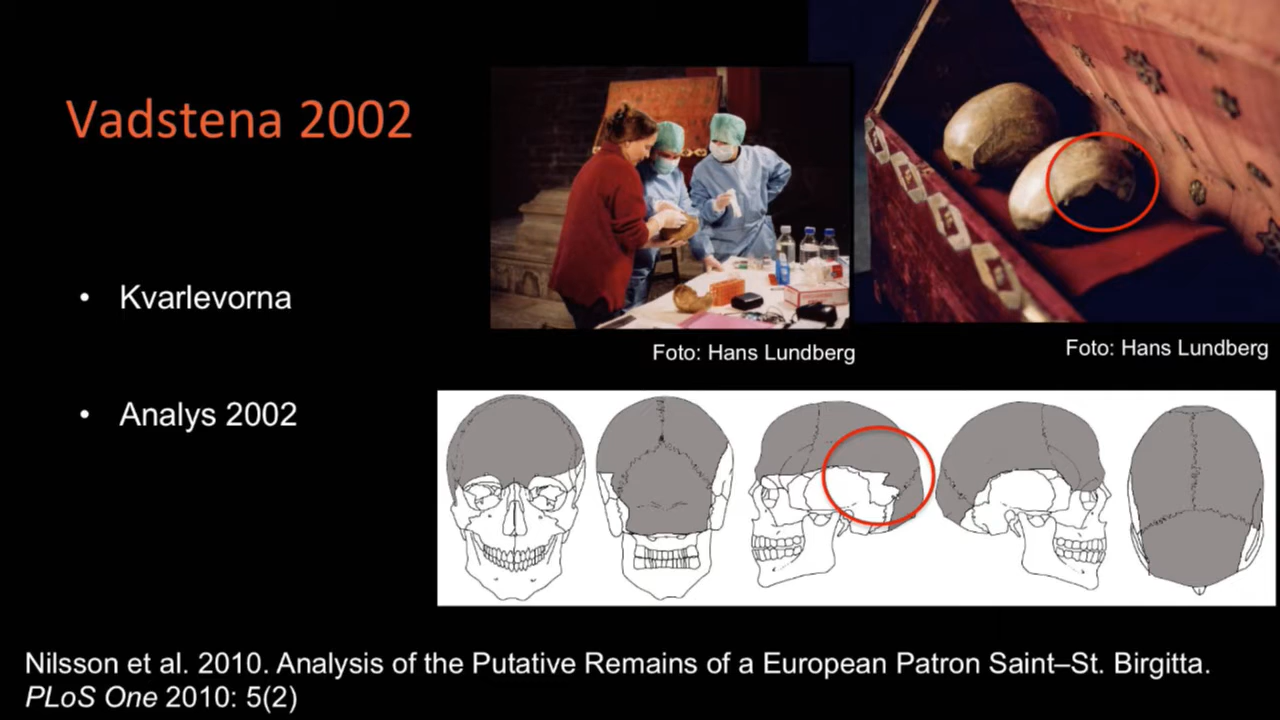 Vadstena 2002
• Kvarlevorna
• Analys 2002
Foto: Hans Lundberg
Foto: Hans Lundberg
Nilsson et al. 2010. Analysis of the Putative Remains of a European Patron Saint–St. Birgitta.
PLoS One 2010: 5(2)